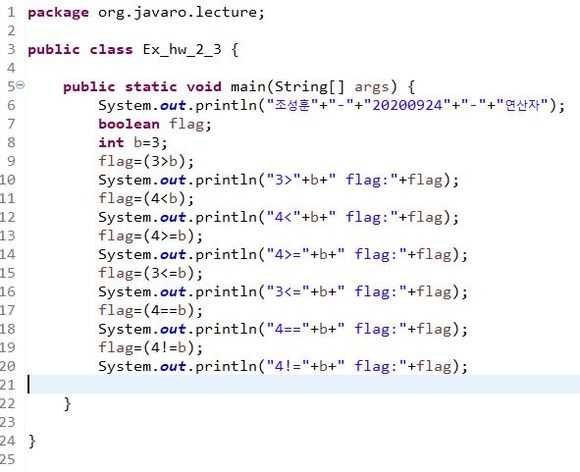 1 package org.javaro.lecture;
2
3 public class Ex_hw_2_3 {
4
5 public static void main(String[] args) {
6 System.out.println("조성훈"+"-"+"20200924"+"-"+"연산자");
7 boolean flag;
8 int b=3;
9 flag=(3>b);
10 System.out.println("3>"+b+" flag:"+flag);
11 flag=(4<b);
12 System.out.println("4<"+b+" flag:"+flag);
13 flag=(4>=b);
14 System.out.println("4>="+b+" flag:"+flag);
15 flag=(3<=b);
16 System.out.println("3<="+b+" flag:"+flag);
17 flag=(4==b);
18 System.out.println("4=="+b+" flag:"+flag);
19 flag=(4!=b);
20 System.out.println("4!="+b+" flag:"+flag);
21
22 }
23
24 }
25